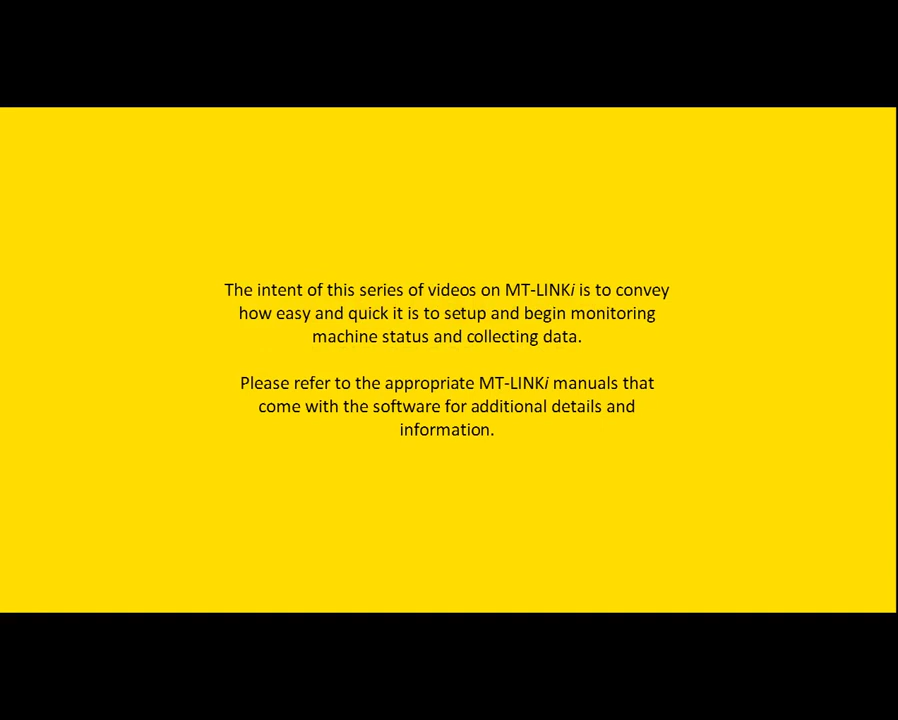 The intent of this series of videos on MT-LINKi is to convey
how easy and quick it is to setup and begin monitoring
machine status and collecting data.
Please refer to the appropriate MT-LINKi manuals that
come with the software for additional details and
information.